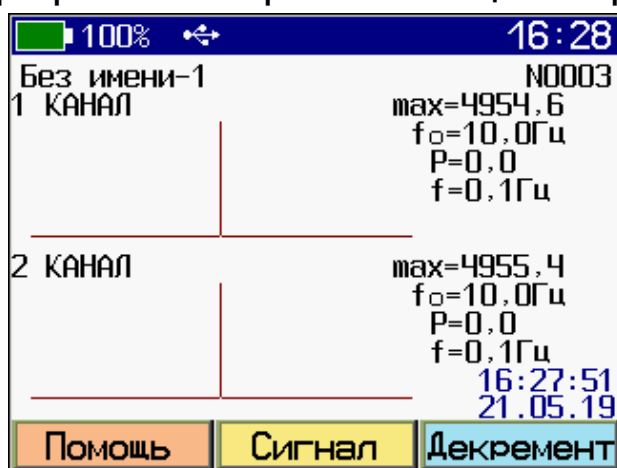 100% 16:28
Без имени-1 N0003
1 КАНАЛ max=4954,6
f₀=10,0Гц
P=0,0
f=0,1Гц
2 КАНАЛ max=4955,4
f₀=10,0Гц
P=0,0
f=0,1Гц
16:27:51
21.05.19
Помощь Сигнал Декремент